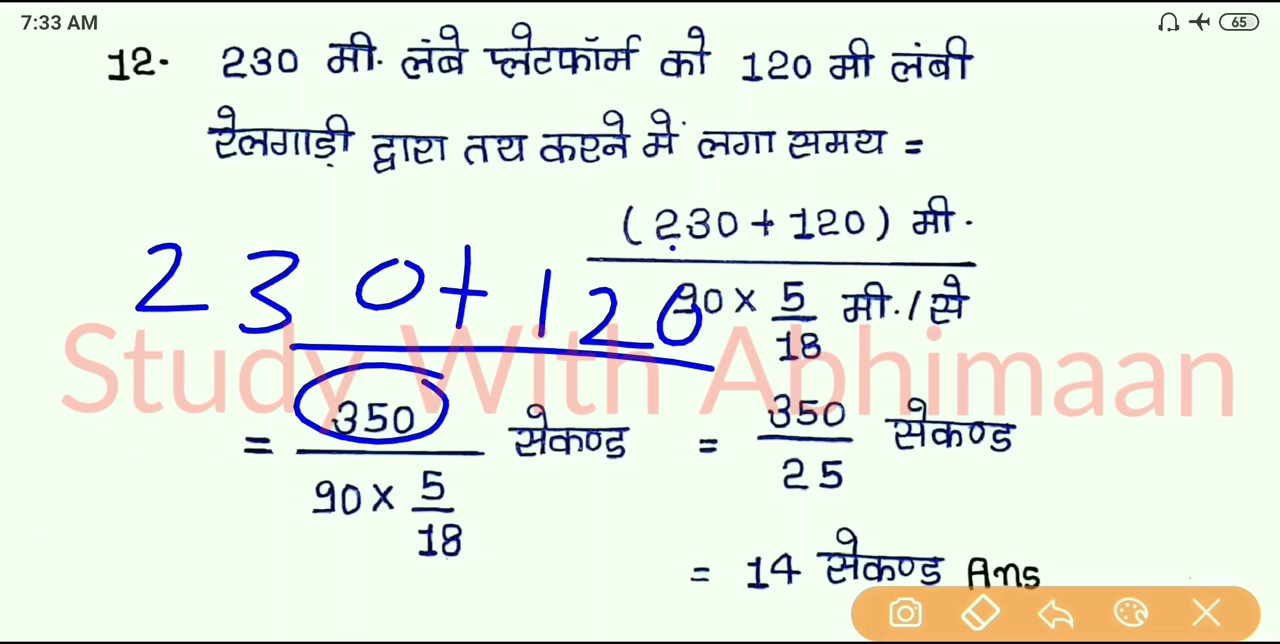 7:33 AM
65
12. 230 मी. लंबे प्लेटफॉर्म को 120 मी लंबी
रेलगाड़ी द्वारा तय करने में लगा समय =
(230 + 120) मी.
90 × 5/18 मी. / से
230+120
Study With Abhimaan
= 350 / 90 × 5/18 सेकण्ड = 350/25 सेकण्ड
= 14 सेकण्ड Ans